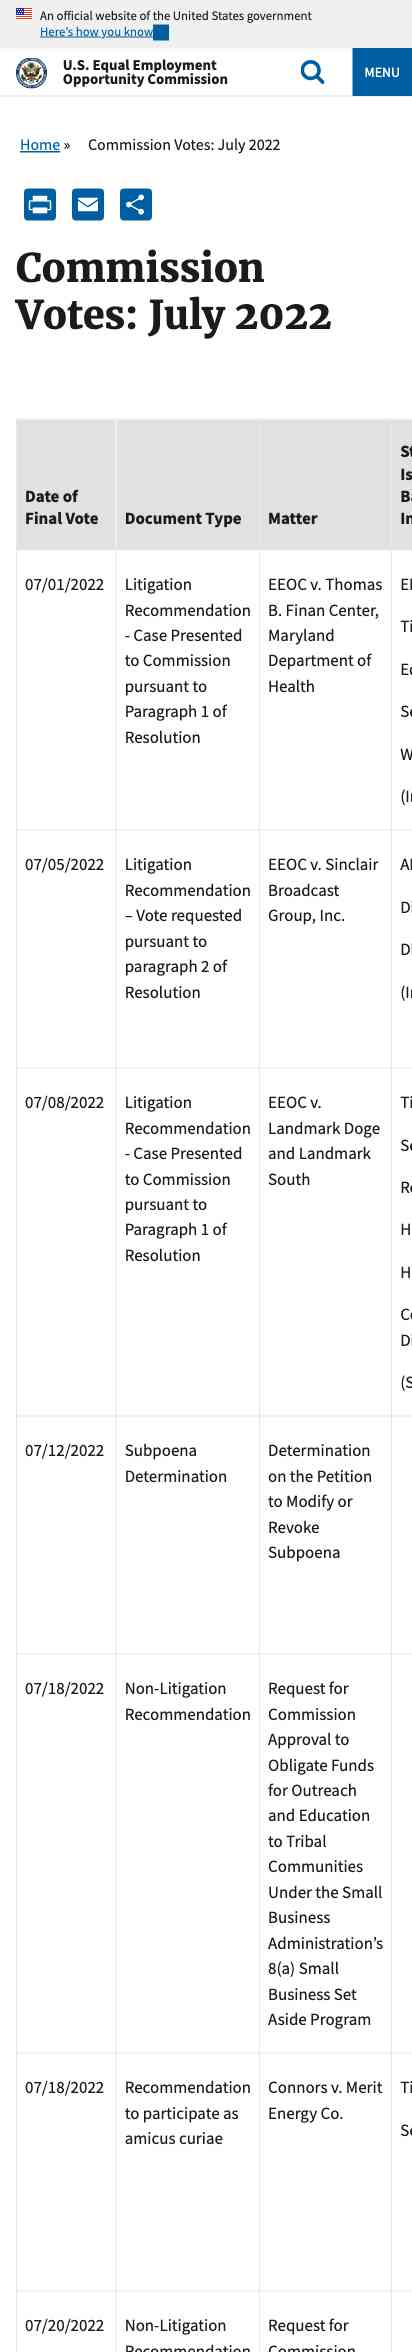 An official website of the United States government
Here's how you know
U.S. Equal Employment
Opportunity Commission
MENU
Home »
Commission Votes: July 2022
Commission
Votes: July 2022
Date of
Final Vote
Document Type
Matter
07/01/2022
Litigation
Recommendation
- Case Presented
to Commission
pursuant to
Paragraph 1 of
Resolution
EEOC v. Thomas
B. Finan Center,
Maryland
Department of
Health
07/05/2022
Litigation
Recommendation
– Vote requested
pursuant to
paragraph 2 of
Resolution
EEOC v. Sinclair
Broadcast
Group, Inc.
07/08/2022
Litigation
Recommendation
- Case Presented
to Commission
pursuant to
Paragraph 1 of
Resolution
EEOC v.
Landmark Doge
and Landmark
South
07/12/2022
Subpoena
Determination
Determination
on the Petition
to Modify or
Revoke
Subpoena
07/18/2022
Non-Litigation
Recommendation
Request for
Commission
Approval to
Obligate Funds
for Outreach
and Education
to Tribal
Communities
Under the Small
Business
Administration's
8(a) Small
Business Set
Aside Program
07/18/2022
Recommendation
to participate as
amicus curiae
Connors v. Merit
Energy Co.
07/20/2022
Non-Litigation
Recommendation
Request for
Commission